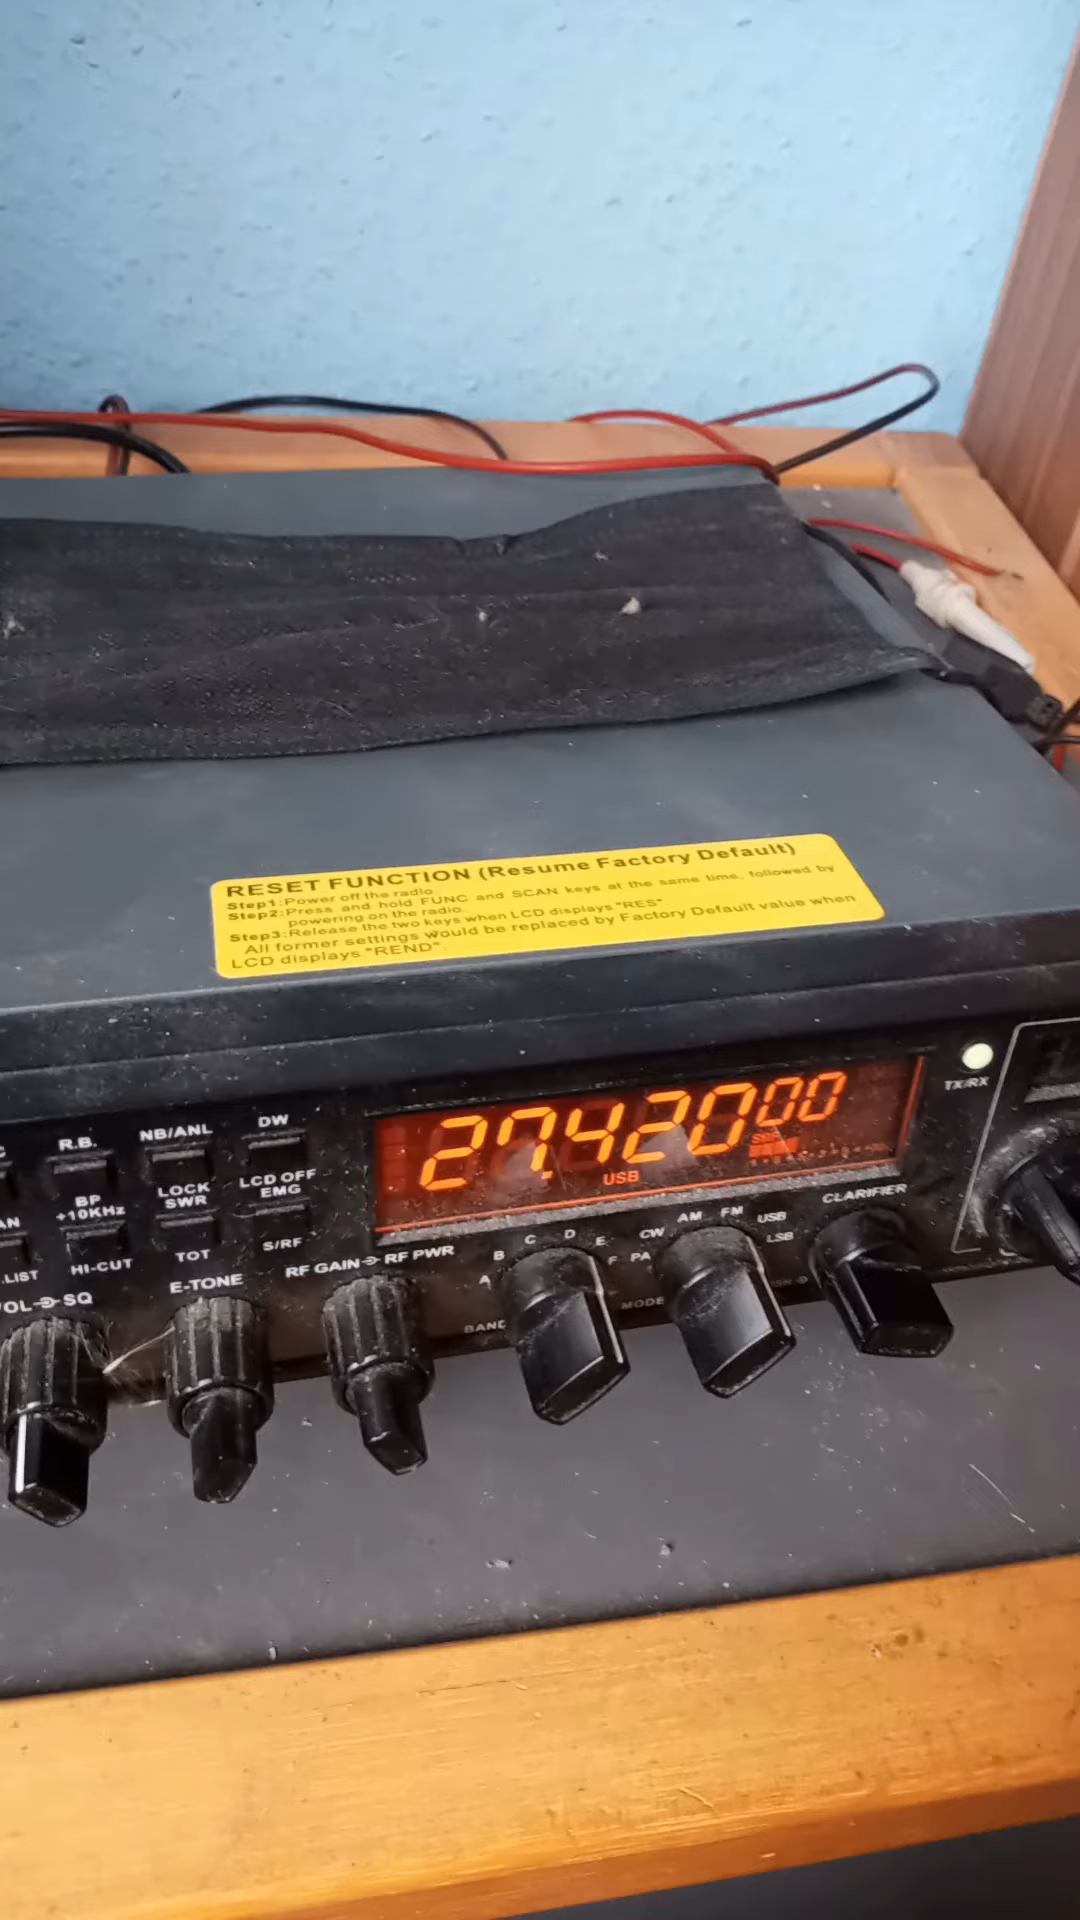 RESET FUNCTION (Resume Factory Default)
Step1:Power off the radio.
Step2:Press and hold FUNC and SCAN keys at the same time, followed by
powering on the radio.
Step3:Release the two keys when LCD displays "RES"
All former settings would be replaced by Factory Default value when
LCD displays "REND".
TX/RX
27.42000
USB
R.B. NB/ANL DW
BP LOCK LCD OFF
+10KHz SWR EMG
HI-CUT TOT S/RF
SQ E-TONE RF GAIN RF PWR
BAND A B C D E F
MODE PA CW AM FM USB LSB
CLARIFIER